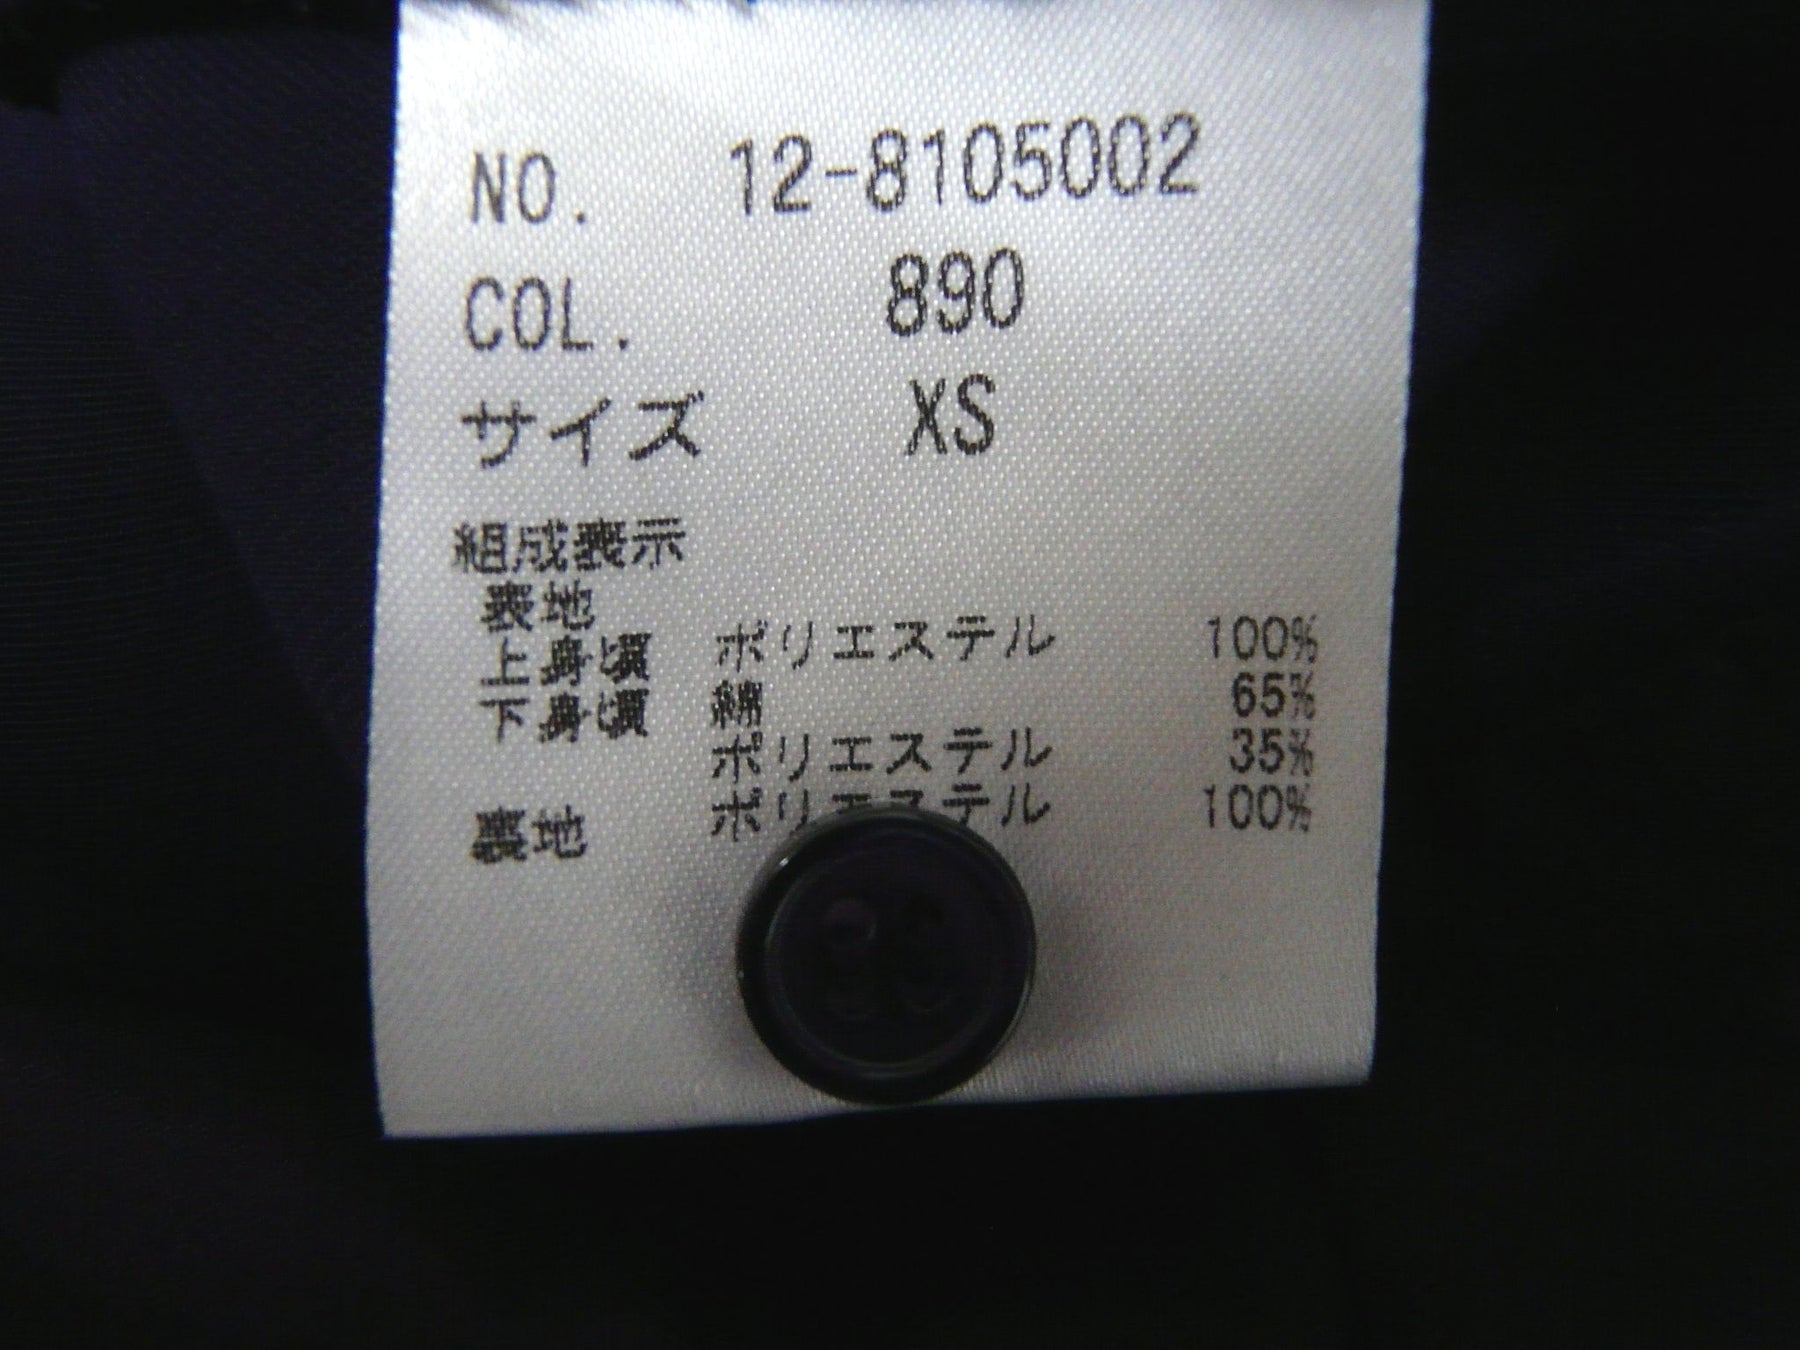 NO. 12-8105002
COL. 890
サイズ XS
組成表示
表地
上身頃 ポリエステル 100%
下身頃 綿 65%
ポリエステル 35%
裏地 ポリエステル 100%